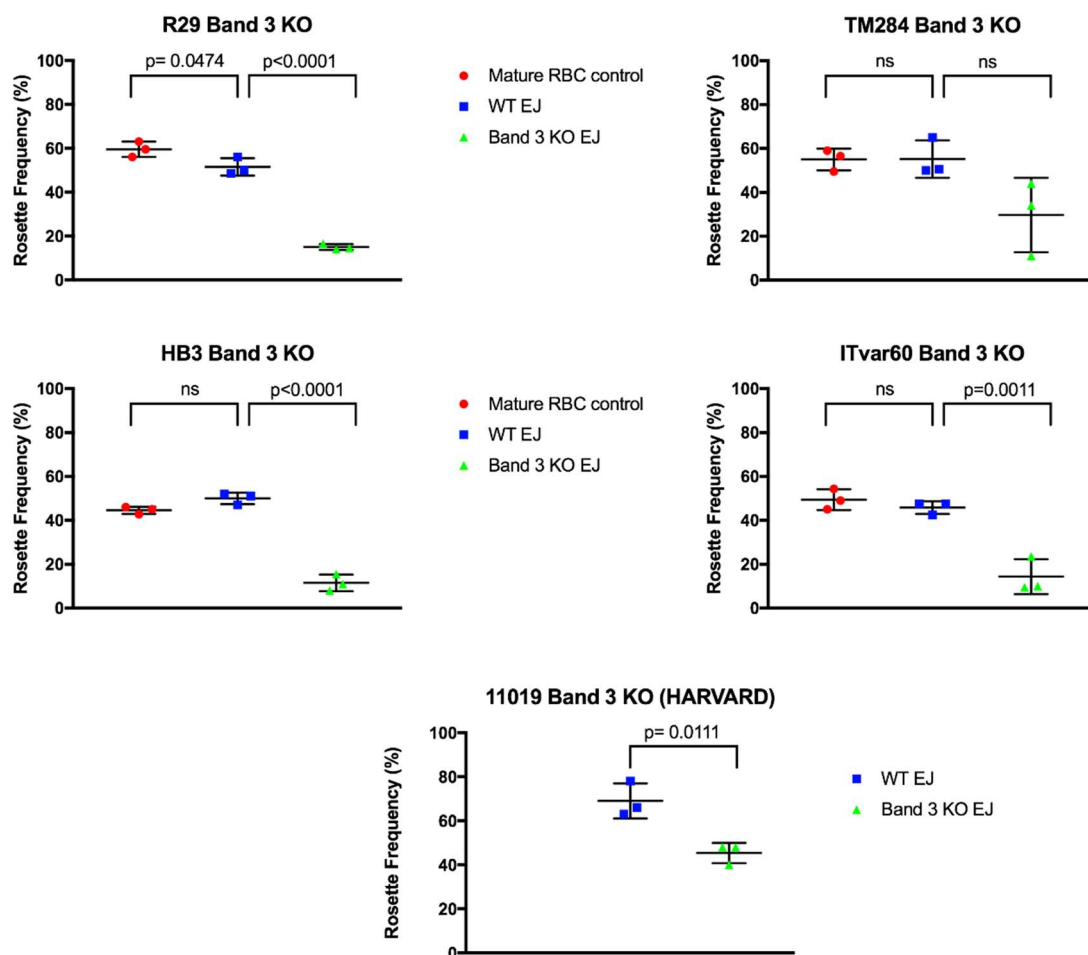 R29 Band 3 KO
Rosette Frequency (%)
100
80
60
40
20
0
p= 0.0474
p<0.0001
Mature RBC control
WT EJ
Band 3 KO EJ
TM284 Band 3 KO
Rosette Frequency (%)
100
80
60
40
20
0
ns
ns
HB3 Band 3 KO
Rosette Frequency (%)
100
80
60
40
20
0
ns
p<0.0001
Mature RBC control
WT EJ
Band 3 KO EJ
ITvar60 Band 3 KO
Rosette Frequency (%)
100
80
60
40
20
0
ns
p=0.0011
11019 Band 3 KO (HARVARD)
Rosette Frequency (%)
100
80
60
40
20
0
p= 0.0111
WT EJ
Band 3 KO EJ